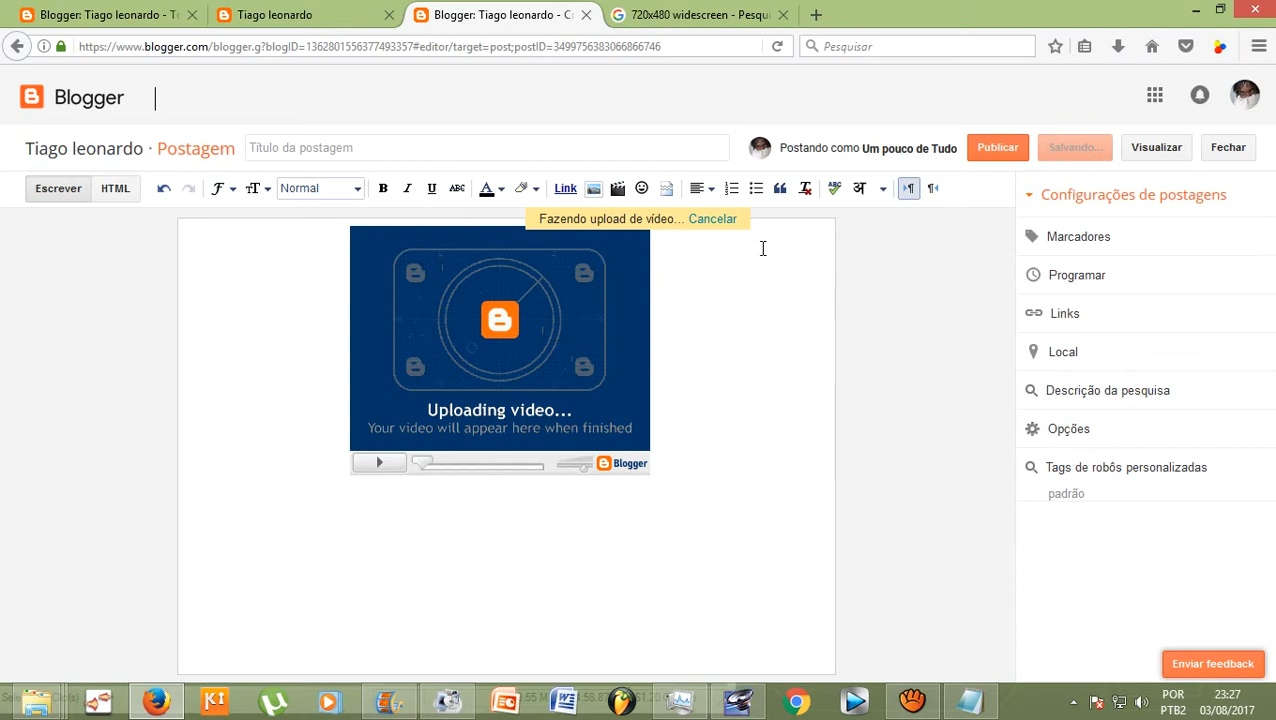 Blogger: Tiago leonardo - To
Tiago leonardo
Blogger: Tiago leonardo - C
720x480 widescreen - Pesqu
https://www.blogger.com/blogger.g?blogID=1362801556377493357#editor/target=post;postID=3499756383066866746
Pesquisar
Blogger
Tiago leonardo · Postagem
Título da postagem
Postando como Um pouco de Tudo
Publicar
Salvando...
Visualizar
Fechar
Escrever
HTML
Normal
Link
Configurações de postagens
Fazendo upload de vídeo... Cancelar
Marcadores
Programar
Links
Local
Descrição da pesquisa
Opções
Tags de robôs personalizadas
padrão
Uploading video...
Your video will appear here when finished
Blogger
Enviar feedback
POR
PTB2
23:27
03/08/2017